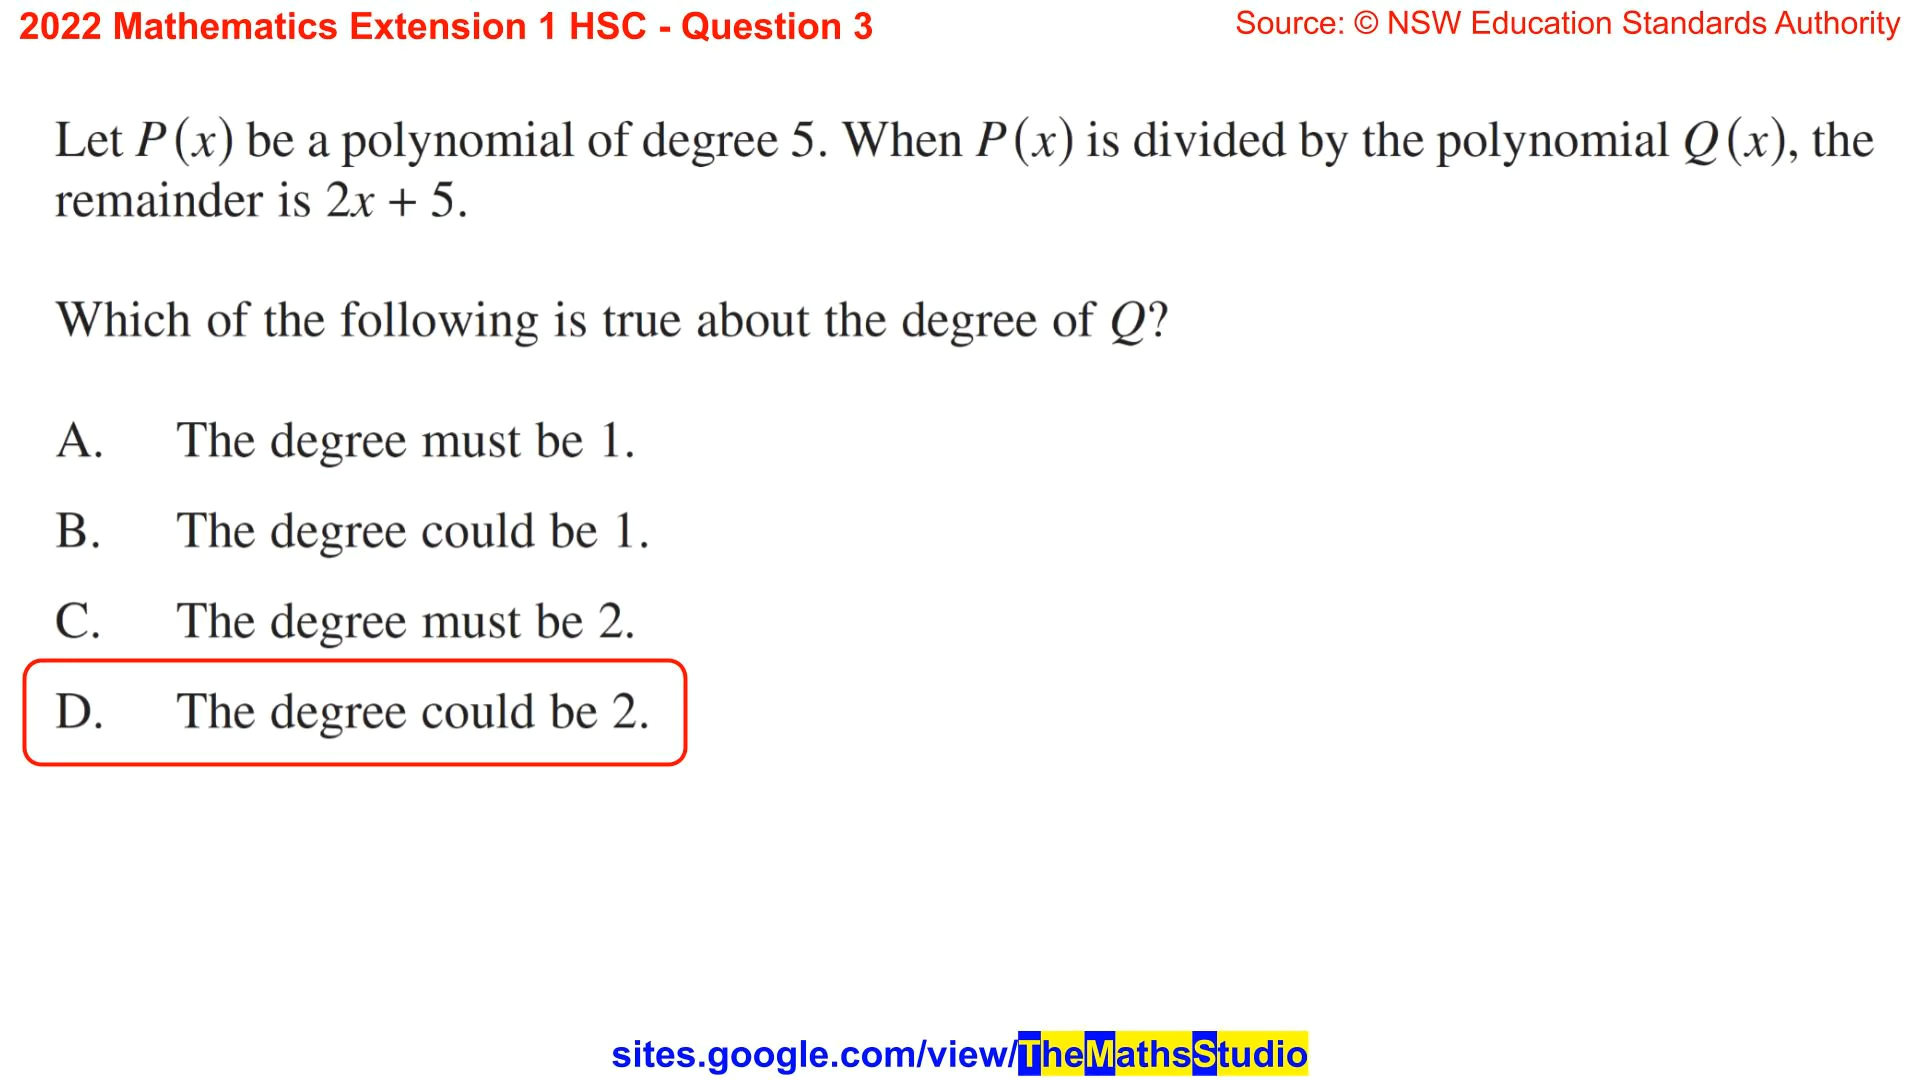 2022 Mathematics Extension 1 HSC - Question 3
Source: © NSW Education Standards Authority
Let P(x) be a polynomial of degree 5. When P(x) is divided by the polynomial Q(x), the
remainder is 2x + 5.
Which of the following is true about the degree of Q?
A. The degree must be 1.
B. The degree could be 1.
C. The degree must be 2.
D. The degree could be 2.
sites.google.com/view/TheMathsStudio